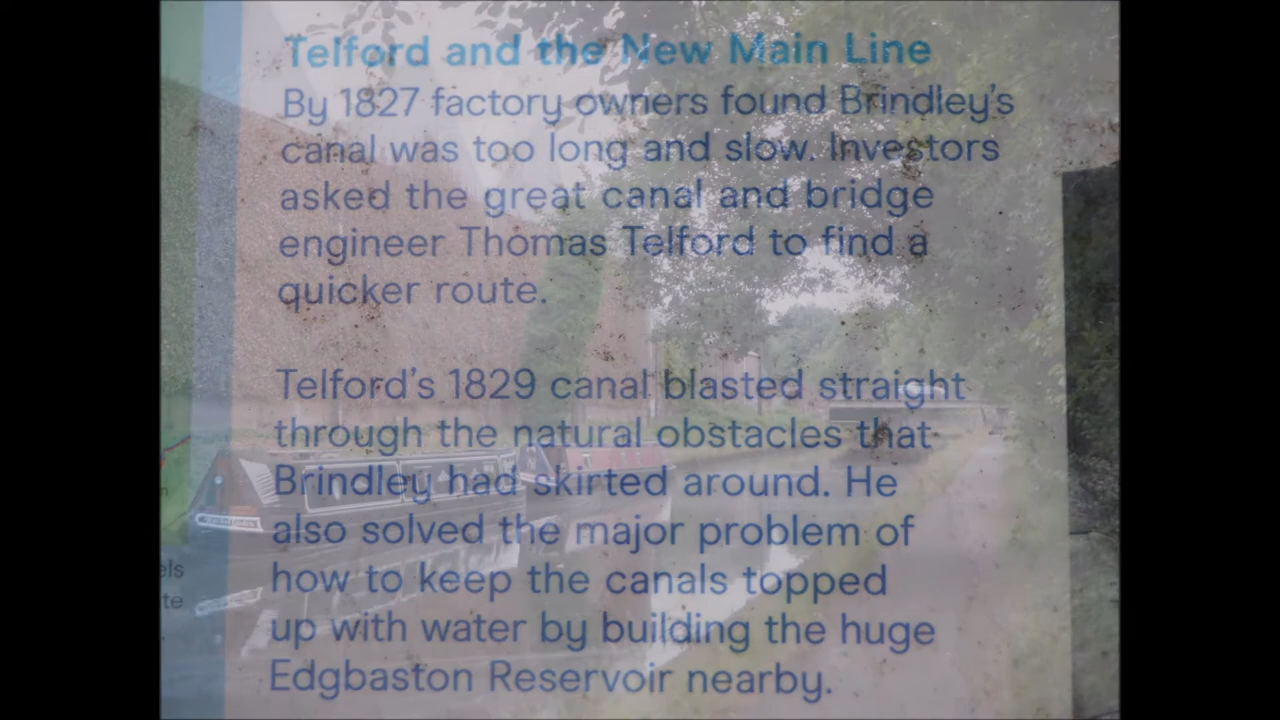 Telford and the New Main Line
By 1827 factory owners found Brindley's
canal was too long and slow. Investors
asked the great canal and bridge
engineer Thomas Telford to find a
quicker route.
Telford's 1829 canal blasted straight
through the natural obstacles that
Brindley had skirted around. He
also solved the major problem of
how to keep the canals topped
up with water by building the huge
Edgbaston Reservoir nearby.
els
te